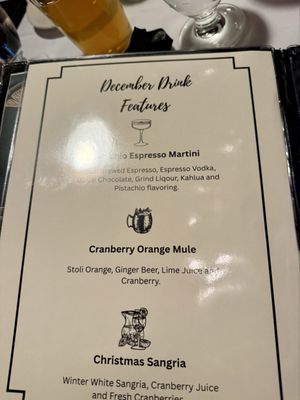 December Drink
Features
Espresso Martini
Espresso, Espresso Vodka,
Chocolate, Grind Liqour, Kahlua and
Pistachio flavoring.
Cranberry Orange Mule
Stoli Orange, Ginger Beer, Lime Juice
Cranberry.
Christmas Sangria
Winter White Sangria, Cranberry Juice
and Fresh Cranberries